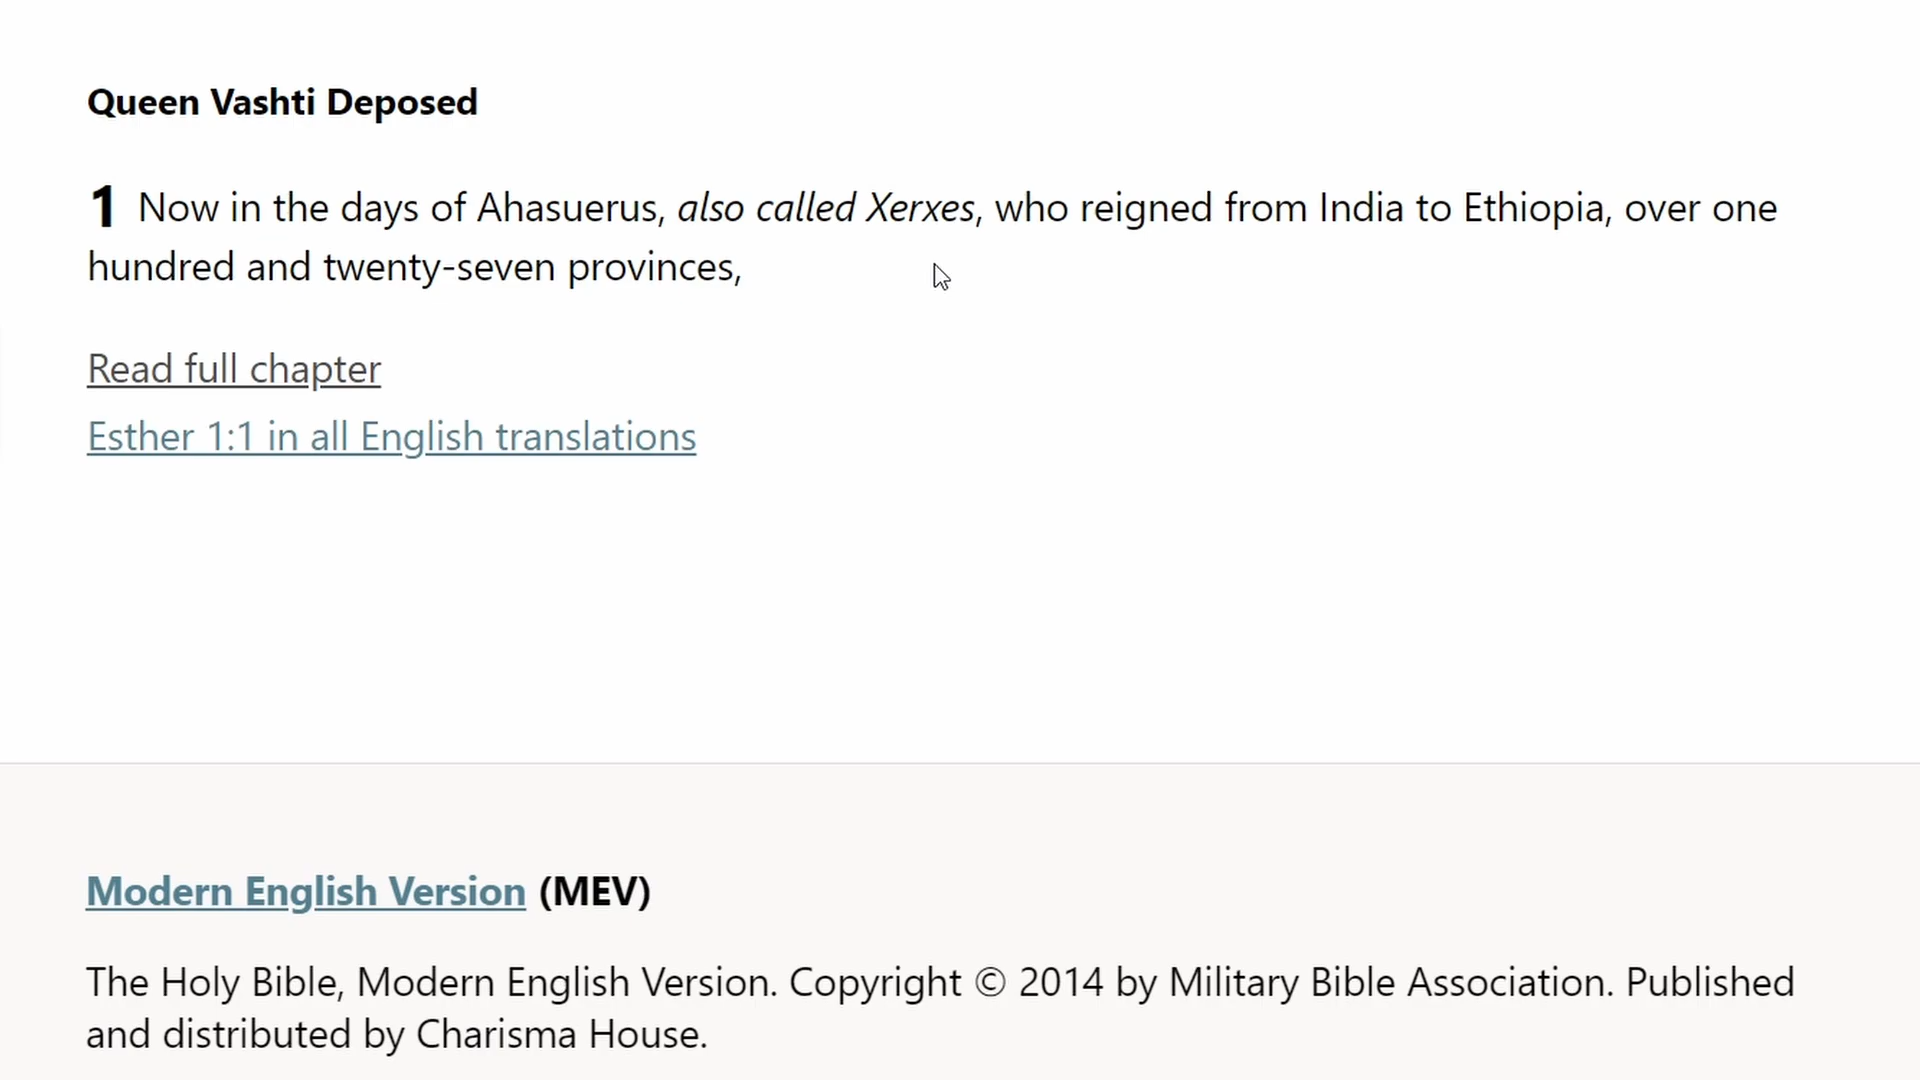 Queen Vashti Deposed
1 Now in the days of Ahasuerus, also called Xerxes, who reigned from India to Ethiopia, over one
hundred and twenty-seven provinces,
Read full chapter
Esther 1:1 in all English translations
Modern English Version (MEV)
The Holy Bible, Modern English Version. Copyright © 2014 by Military Bible Association. Published
and distributed by Charisma House.